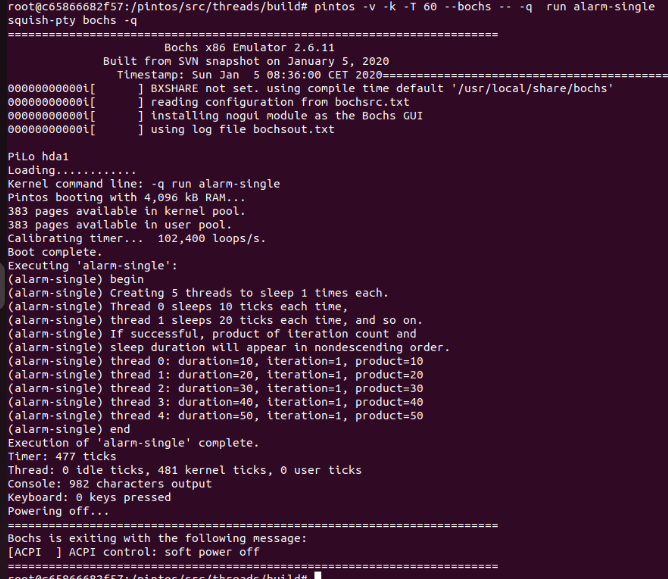 root@c65866682f57:/pintos/src/threads/build# pintos -v -k -T 60 --bochs -- -q  run alarm-single
squish-pty bochs -q
========================================================================
                       Bochs x86 Emulator 2.6.11
              Built from SVN snapshot on January 5, 2020
                Timestamp: Sun Jan  5 08:36:00 CET 2020==========================================
00000000000i[      ] BXSHARE not set. using compile time default '/usr/local/share/bochs'
00000000000i[      ] reading configuration from bochsrc.txt
00000000000i[      ] installing nogui module as the Bochs GUI
00000000000i[      ] using log file bochsout.txt
PiLo hda1
Loading............
Kernel command line: -q run alarm-single
Pintos booting with 4,096 kB RAM...
383 pages available in kernel pool.
383 pages available in user pool.
Calibrating timer...  102,400 loops/s.
Boot complete.
Executing 'alarm-single':
(alarm-single) begin
(alarm-single) Creating 5 threads to sleep 1 times each.
(alarm-single) Thread 0 sleeps 10 ticks each time,
(alarm-single) thread 1 sleeps 20 ticks each time, and so on.
(alarm-single) If successful, product of iteration count and
(alarm-single) sleep duration will appear in nondescending order.
(alarm-single) thread 0: duration=10, iteration=1, product=10
(alarm-single) thread 1: duration=20, iteration=1, product=20
(alarm-single) thread 2: duration=30, iteration=1, product=30
(alarm-single) thread 3: duration=40, iteration=1, product=40
(alarm-single) thread 4: duration=50, iteration=1, product=50
(alarm-single) end
Execution of 'alarm-single' complete.
Timer: 477 ticks
Thread: 0 idle ticks, 481 kernel ticks, 0 user ticks
Console: 982 characters output
Keyboard: 0 keys pressed
Powering off...
========================================================================
Bochs is exiting with the following message:
[ACPI  ] ACPI control: soft power off
========================================================================
root@c65866682f57:/pintos/src/threads/build#